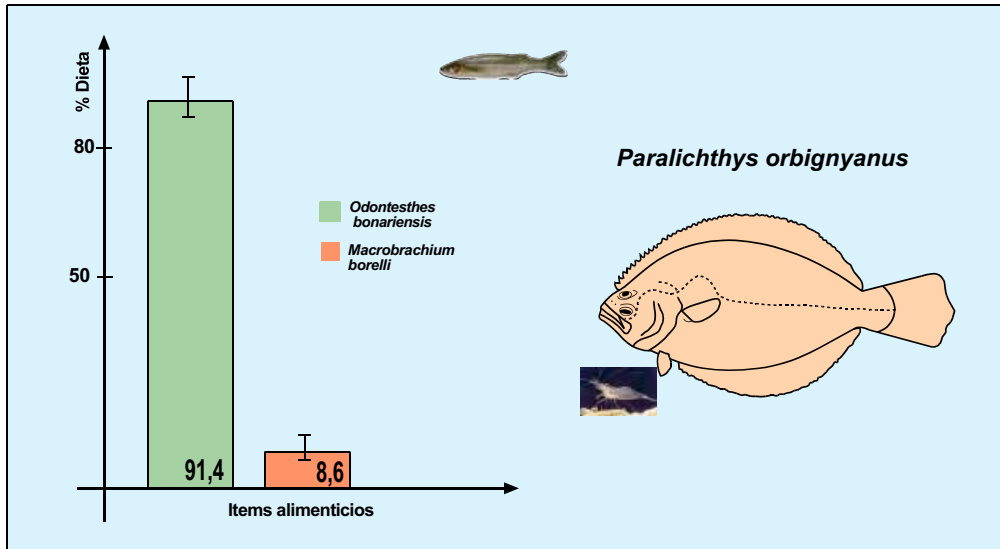 % Dieta
80
50
91,4
8,6
Items alimenticios
Odontesthes
bonariensis
Macrobrachium
borelli
Paralichthys orbignyanus